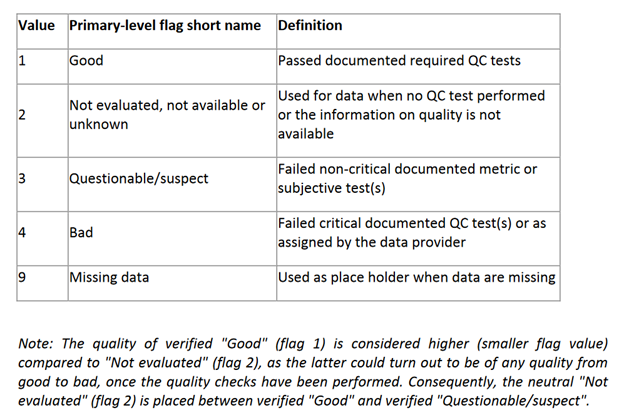 Value Primary-level flag short name Definition
1 Good Passed documented required QC tests
2 Not evaluated, not available or unknown Used for data when no QC test performed or the information on quality is not available
3 Questionable/suspect Failed non-critical documented metric or subjective test(s)
4 Bad Failed critical documented QC test(s) or as assigned by the data provider
9 Missing data Used as place holder when data are missing
Note: The quality of verified "Good" (flag 1) is considered higher (smaller flag value)
compared to "Not evaluated" (flag 2), as the latter could turn out to be of any quality from
good to bad, once the quality checks have been performed. Consequently, the neutral "Not
evaluated" (flag 2) is placed between verified "Good" and verified "Questionable/suspect".